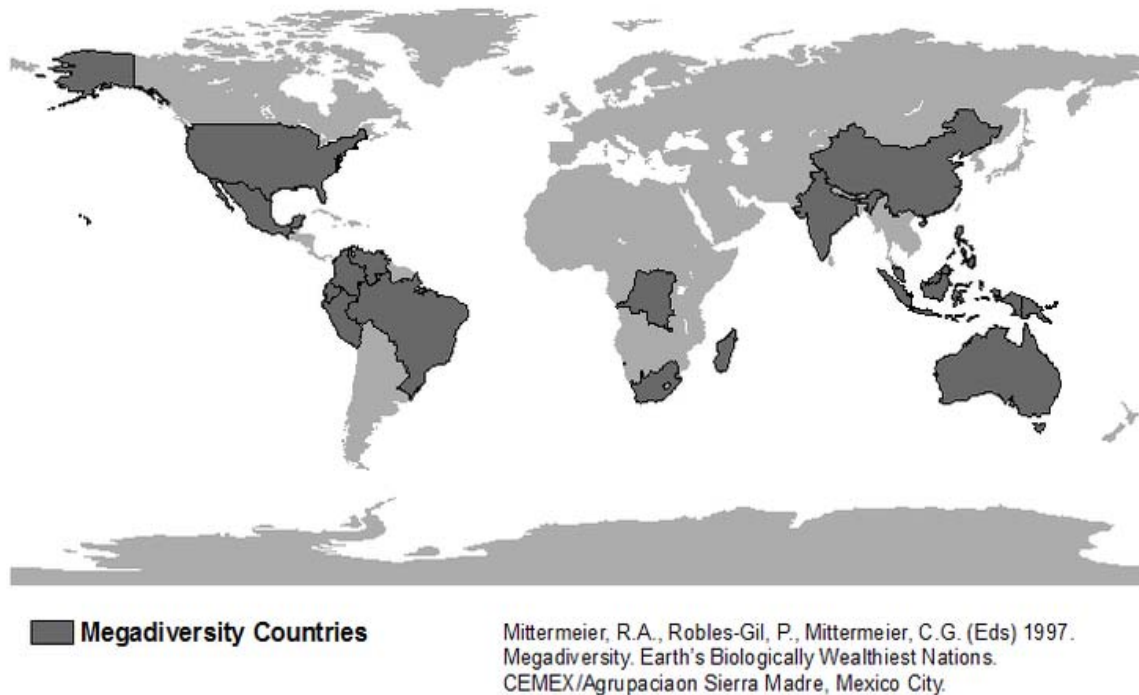 Megadiversity Countries
Mittermeier, R.A., Robles-Gil, P., Mittermeier, C.G. (Eds) 1997.
Megadiversity. Earth's Biologically Wealthiest Nations.
CEMEX/Agrupaciaon Sierra Madre, Mexico City.